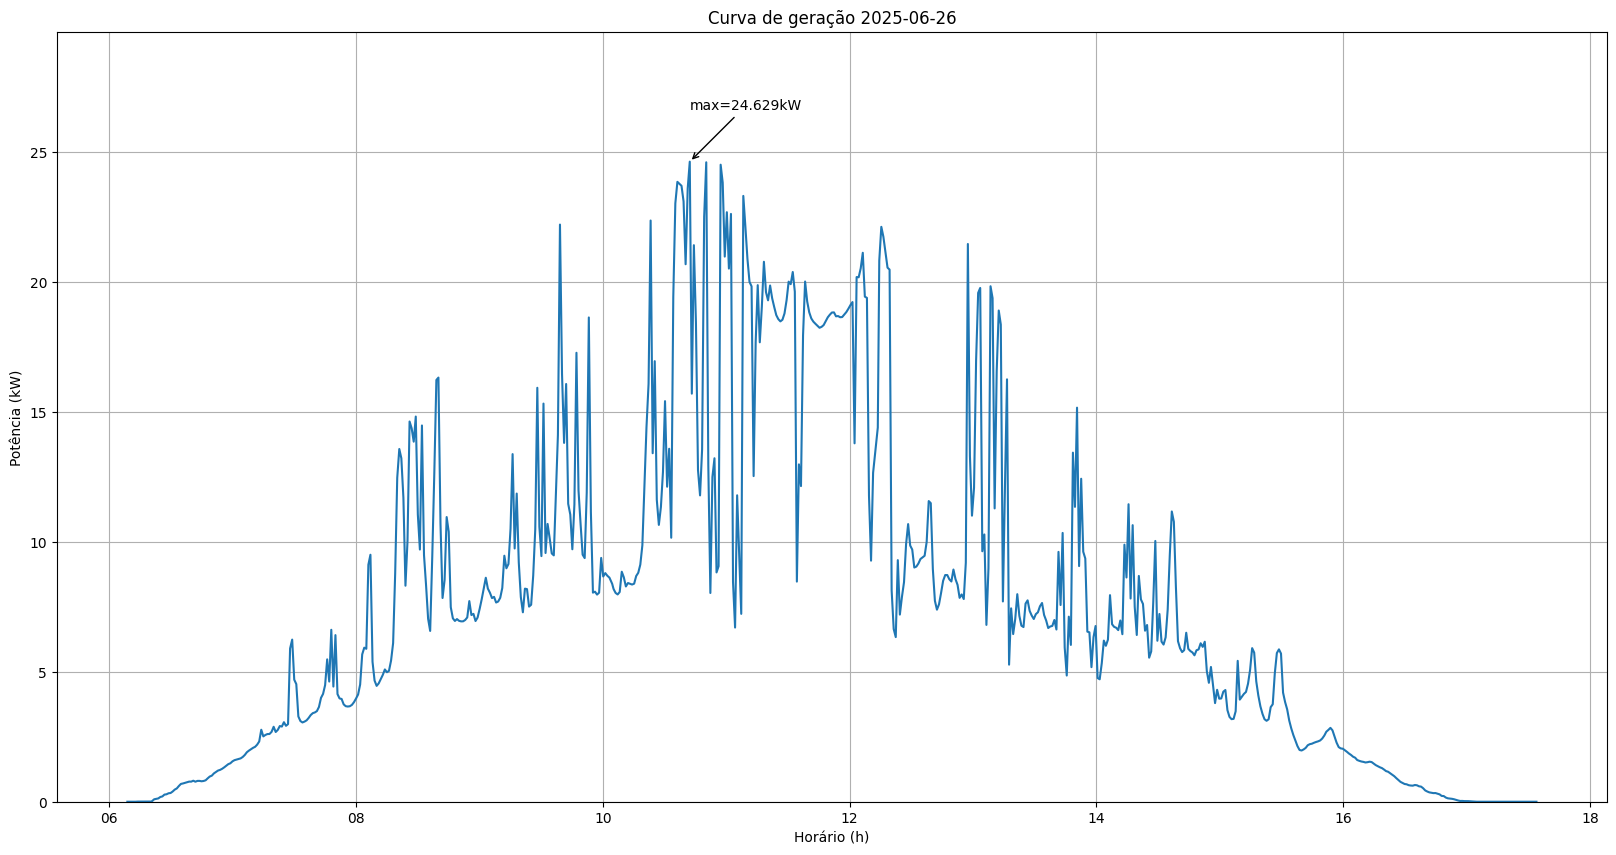 Curva de geração 2025-06-26
max=24.629kW
25
20
15
10
5
0
Potência (kW)
06 08 10 12 14 16 18
Horário (h)